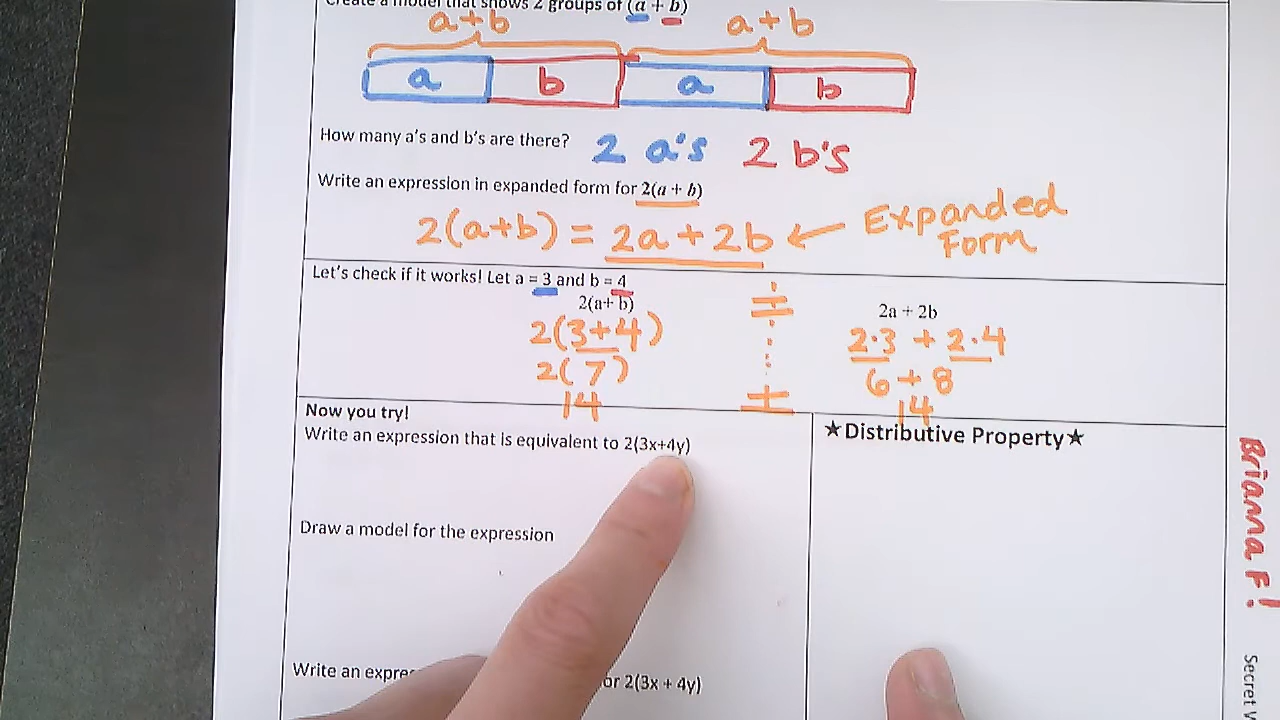 Create a model that shows 2 groups of (a + b)
a+b a+b
a b a b
How many a's and b's are there? 2 a's 2 b's
Write an expression in expanded form for 2(a + b)
2(a+b) = 2a+2b ← Expanded Form
Let's check if it works! Let a = 3 and b = 4
2(a+ b) = 2a + 2b
2(3+4) 2·3 + 2·4
2(7) 6+8
14 = 14
Now you try!
Write an expression that is equivalent to 2(3x+4y)
Draw a model for the expression
Write an or 2(3x + 4y)
★Distributive Property★
Brianna F!
Secret